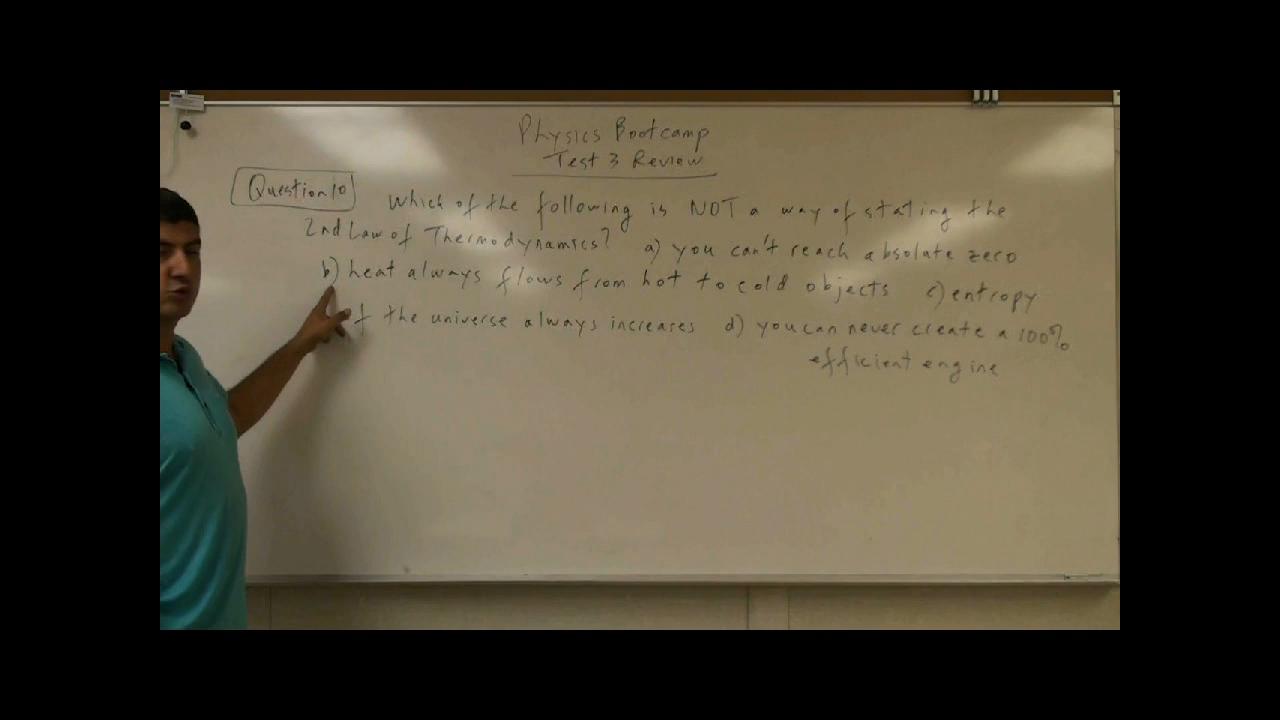 Physics Bootcamp
Test 3 Review
Question 10
Which of the following is NOT a way of stating the
2nd Law of Thermodynamics? a) you can't reach absolute zero
b) heat always flows from hot to cold objects c) entropy
of the universe always increases d) you can never create a 100%
efficient engine